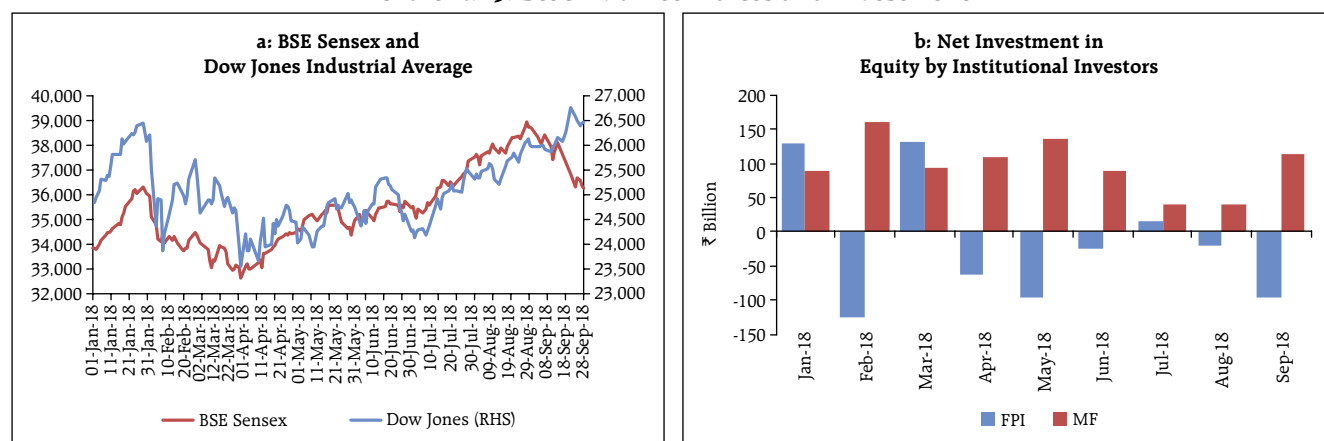 a: BSE Sensex and
Dow Jones Industrial Average
40,000
39,000
38,000
37,000
36,000
35,000
34,000
33,000
32,000
27,000
26,500
26,000
25,500
25,000
24,500
24,000
23,500
23,000
01-Jan-18
11-Jan-18
21-Jan-18
31-Jan-18
10-Feb-18
20-Feb-18
02-Mar-18
12-Mar-18
22-Mar-18
01-Apr-18
11-Apr-18
21-Apr-18
01-May-18
11-May-18
21-May-18
31-May-18
10-Jun-18
20-Jun-18
30-Jun-18
10-Jul-18
20-Jul-18
30-Jul-18
09-Aug-18
19-Aug-18
29-Aug-18
08-Sep-18
18-Sep-18
28-Sep-18
BSE Sensex
Dow Jones (RHS)
b: Net Investment in
Equity by Institutional Investors
₹ Billion
200
150
100
50
0
-50
-100
-150
Jan-18
Feb-18
Mar-18
Apr-18
May-18
Jun-18
Jul-18
Aug-18
Sep-18
FPI
MF